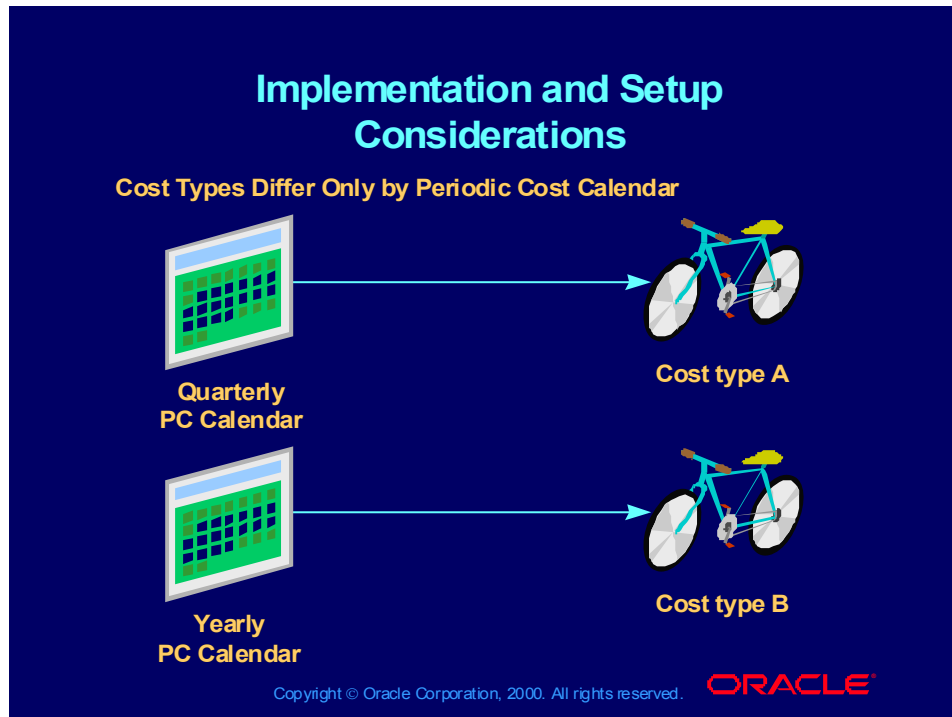 Implementation and Setup
Considerations
Cost Types Differ Only by Periodic Cost Calendar
Quarterly
PC Calendar
Cost type A
Yearly
PC Calendar
Cost type B
Copyright © Oracle Corporation, 2000. All rights reserved.
ORACLE®